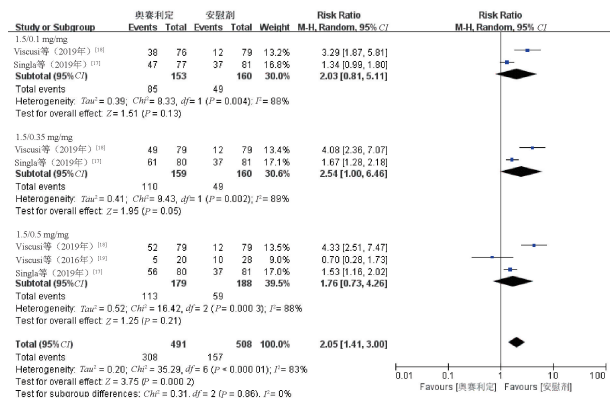 奥賽利定 安慰剂 Risk Ratio Risk Ratio
Study or Subgroup Events Total Events Total Weight M-H, Random, 95% CI M-H, Random, 95% CI
1.5/0.1 mg/mg
Viscusi等（2019年）[18] 38 76 12 79 13.2% 3.29 [1.87, 5.81]
Singla等（2019年）[17] 47 77 37 81 16.8% 1.34 [0.99, 1.80]
Subtotal (95%CI) 153 160 30.0% 2.03 [0.81, 5.11]
Total events 85 49
Heterogeneity: Tau² = 0.39; Chi² = 8.33, df = 1 (P = 0.004); I² = 88%
Test for overall effect: Z = 1.51 (P = 0.13)
1.5/0.35 mg/mg
Viscusi等（2019年）[18] 49 79 12 79 13.4% 4.08 [2.36, 7.07]
Singla等（2019年）[17] 61 80 37 81 17.1% 1.67 [1.28, 2.18]
Subtotal (95%CI) 159 160 30.6% 2.54 [1.00, 6.46]
Total events 110 49
Heterogeneity: Tau² = 0.41; Chi² = 9.43, df = 1 (P = 0.002); I² = 89%
Test for overall effect: Z = 1.95 (P = 0.05)
1.5/0.5 mg/mg
Viscusi等（2019年）[18] 52 79 12 79 13.5% 4.33 [2.51, 7.47]
Viscusi等（2016年）[19] 5 20 10 28 9.0% 0.70 [0.28, 1.73]
Singla等（2019年）[17] 56 80 37 81 17.0% 1.53 [1.16, 2.02]
Subtotal (95%CI) 179 188 39.5% 1.76 [0.73, 4.26]
Total events 113 59
Heterogeneity: Tau² = 0.52; Chi² = 16.42, df = 2 (P = 0.000 3); I² = 88%
Test for overall effect: Z = 1.25 (P = 0.21)
Total (95%CI) 491 508 100.0% 2.05 [1.41, 3.00]
Total events 308 157
Heterogeneity: Tau² = 0.20; Chi² = 35.29, df = 6 (P < 0.000 01); I² = 83%
Test for overall effect: Z = 3.75 (P = 0.000 2)
Test for subgroup differences: Chi² = 0.31, df = 2 (P = 0.86), I² = 0%
0.01 0.1 1 10 100
Favours [奥賽利定] Favours [安慰剂]